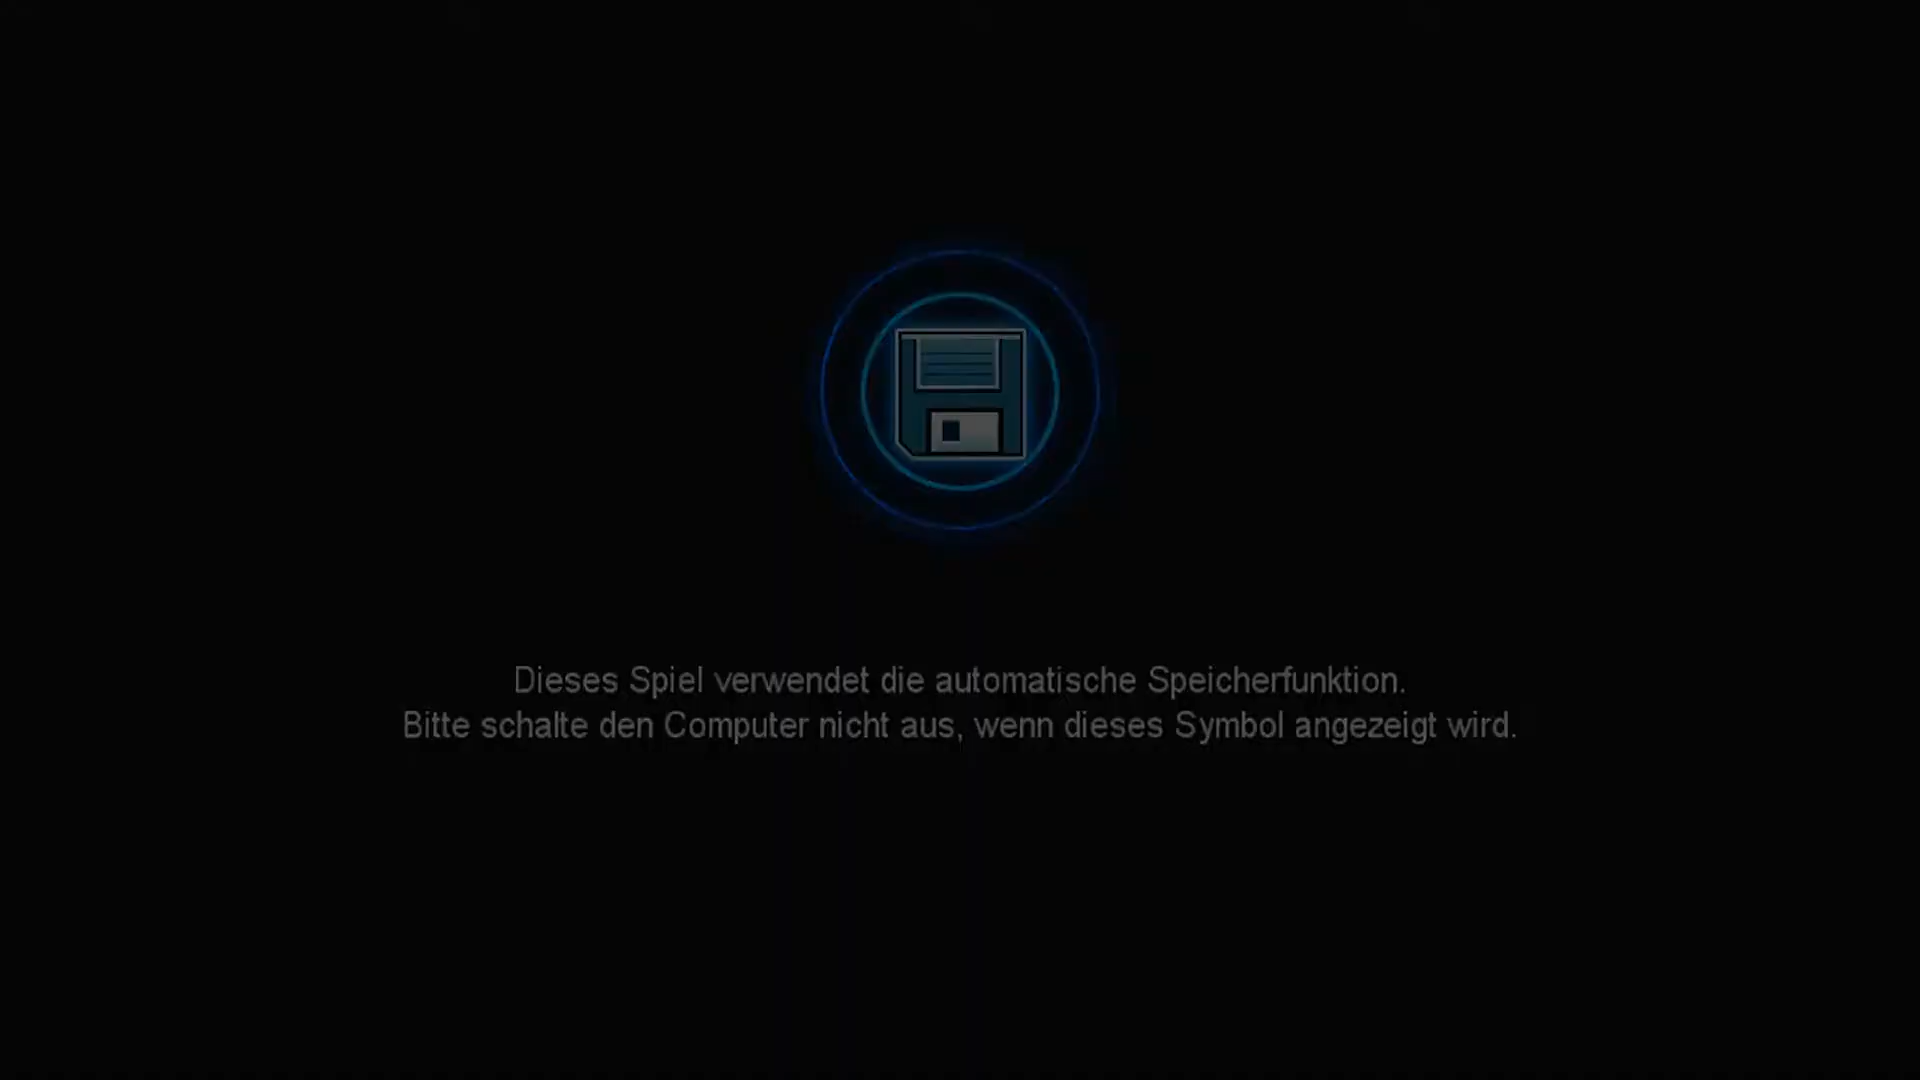 Dieses Spiel verwendet die automatische Speicherfunktion.
Bitte schalte den Computer nicht aus, wenn dieses Symbol angezeigt wird.